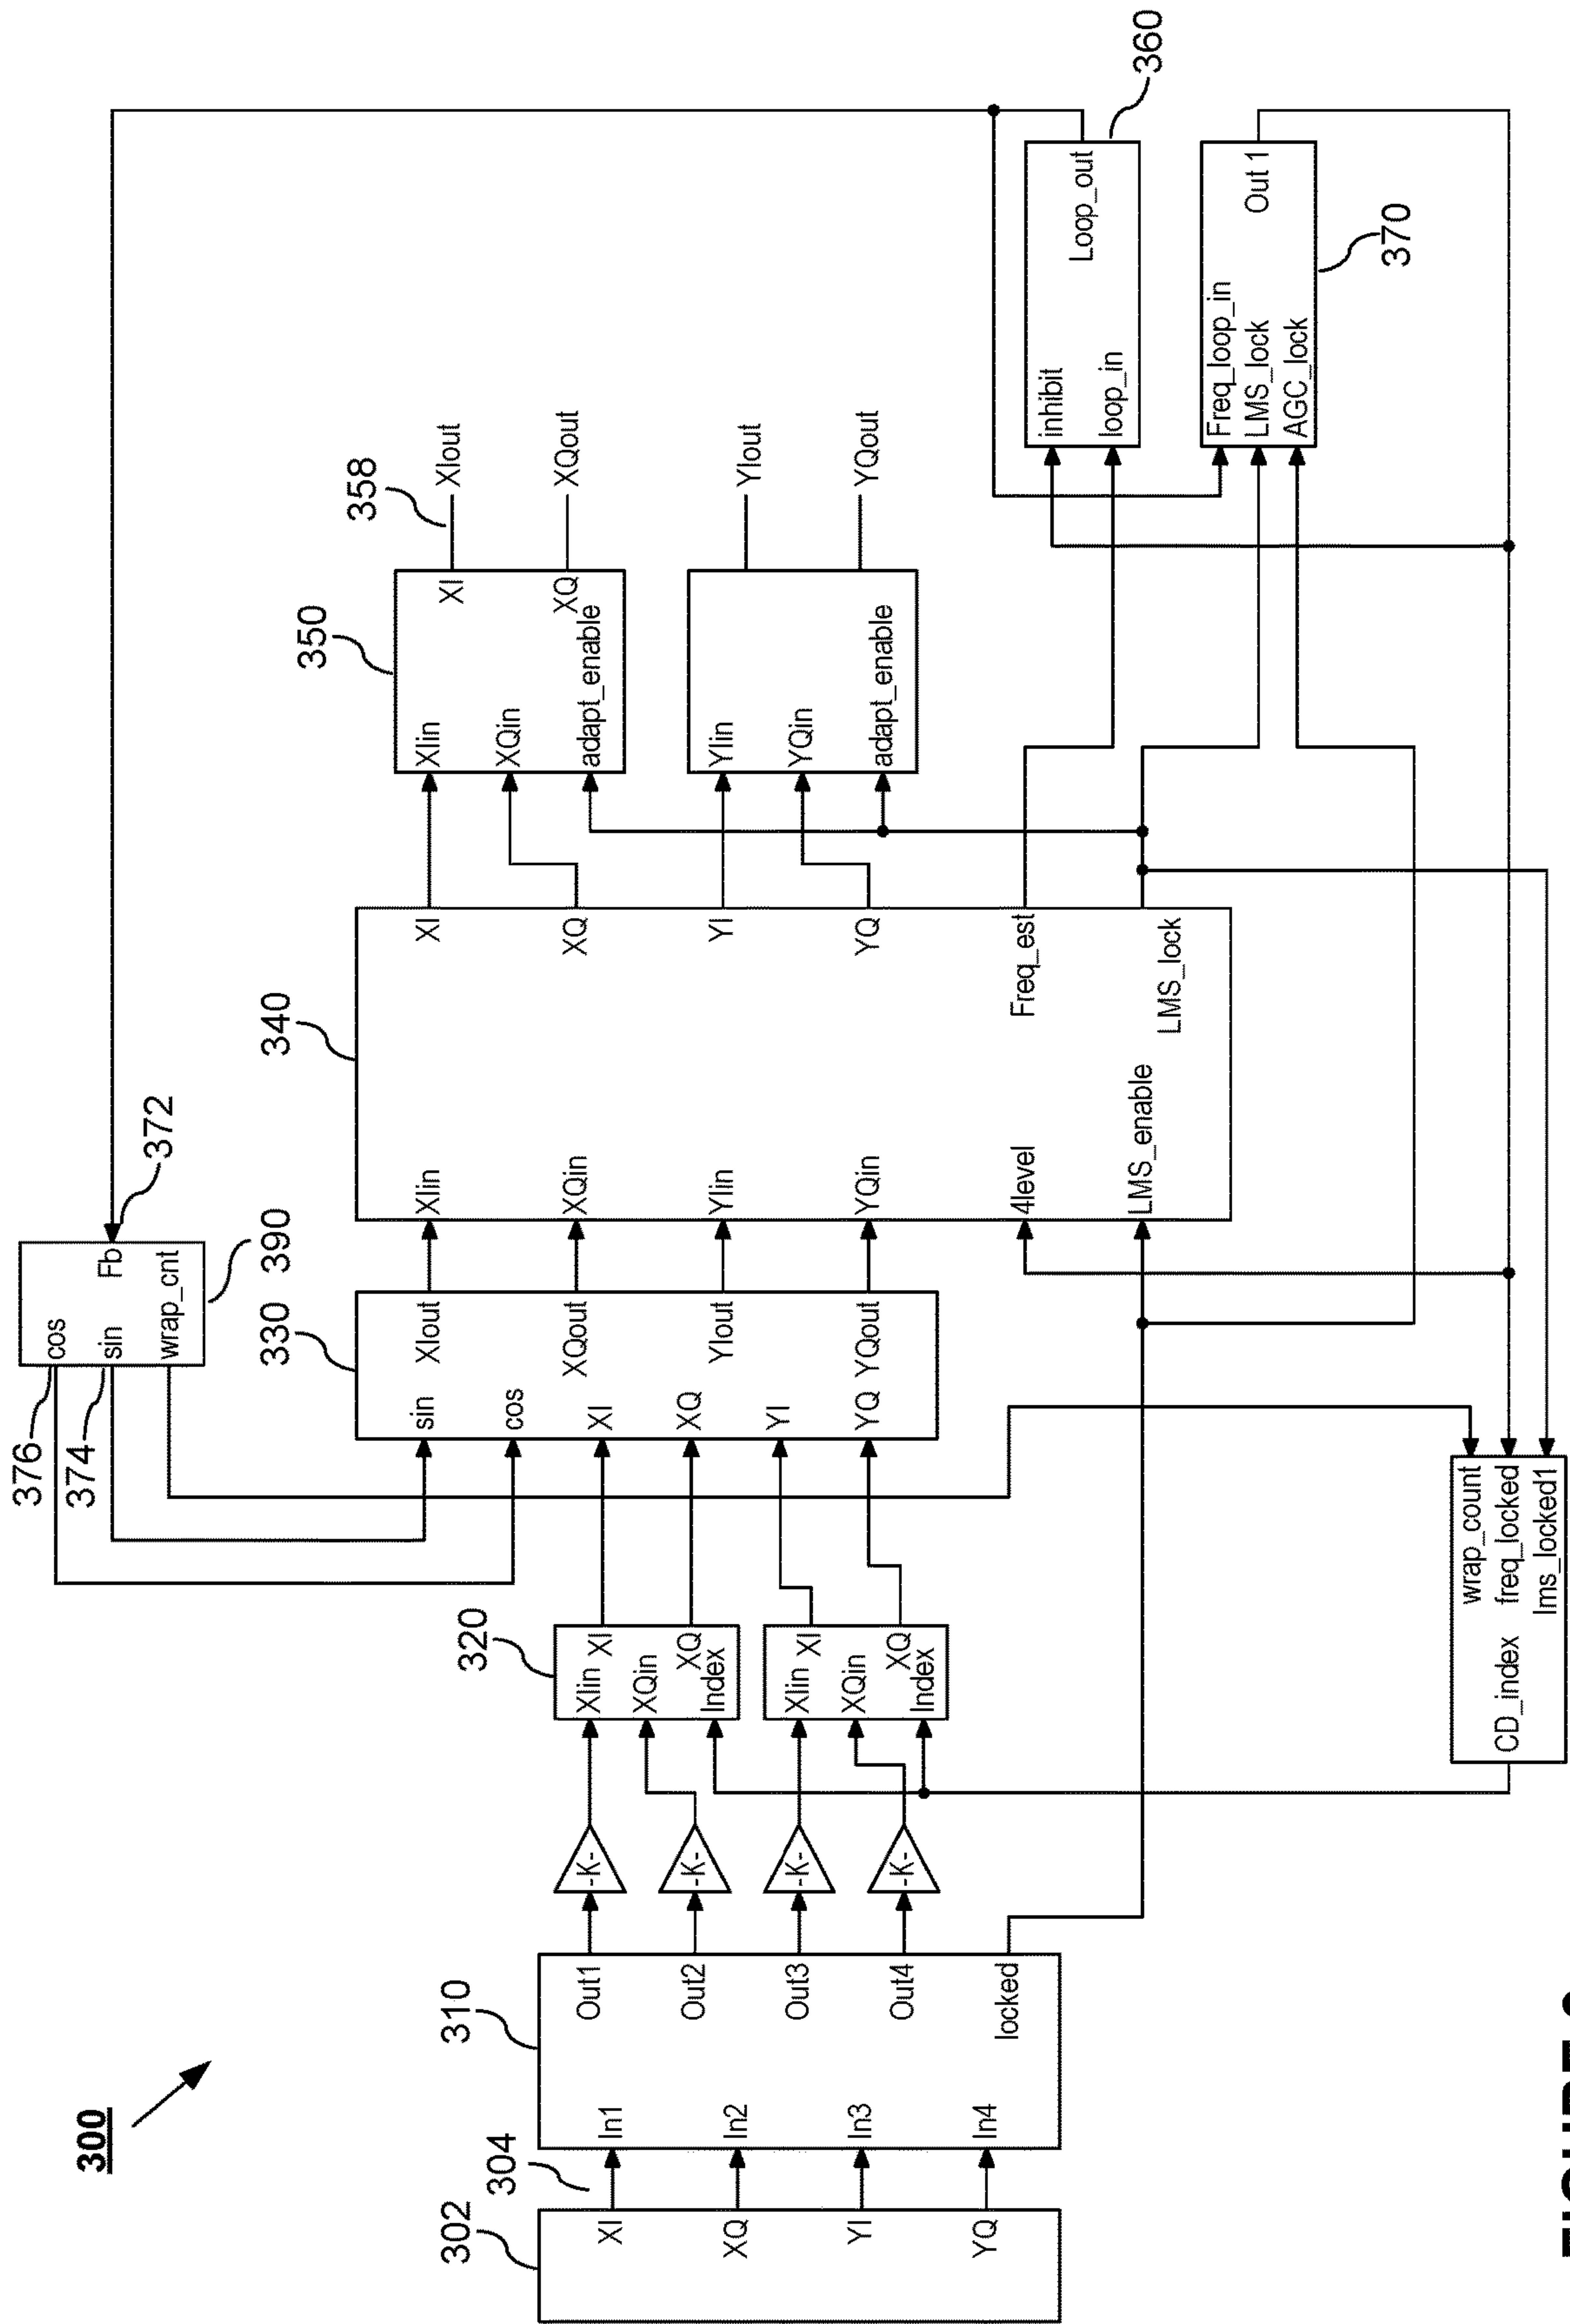 300
302
XI
XQ
YI
YQ
304
310
In1
In2
In3
In4
Out1
Out2
Out3
Out4
locked
-K-
-K-
-K-
-K-
320
XIin XI
XQin
XQ
Index
XIin XI
XQin
XQ
Index
376
374
cos
sin
wrap_cnt
Fb
372
390
330
sin
cos
XI
XQ
YI
YQ
XIout
XQout
YIout
YQout
340
XIin
XQin
YIin
YQin
4level
LMS_enable
XI
XQ
YI
YQ
Freq_est
LMS_lock
350
XIin
XQin
adapt_enable
XI
XQ
358
XIout
XQout
YIin
YQin
adapt_enable
YIout
YQout
360
inhibit
loop_in
Loop_out
370
Freq_loop_in
LMS_lock
AGC_lock
Out 1
CD_index
wrap_count
freq_locked
lms_locked1
FIGURE